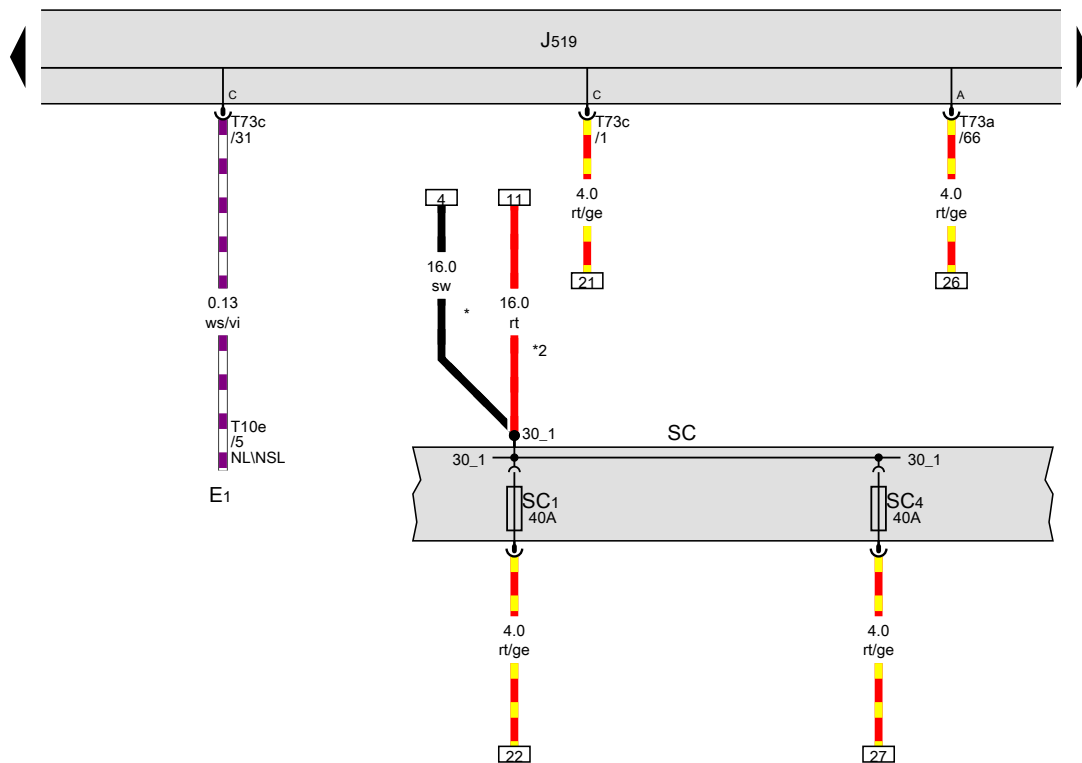 J519
C
T73c
/31
C
T73c
/1
A
T73a
/66
4
11
4.0
rt/ge
4.0
rt/ge
16.0
sw
*
21
26
0.13
ws/vi
16.0
rt
*2
T10e
/5
NL\NSL
E1
30_1
SC
30_1
30_1
SC1
40A
SC4
40A
4.0
rt/ge
4.0
rt/ge
22
27